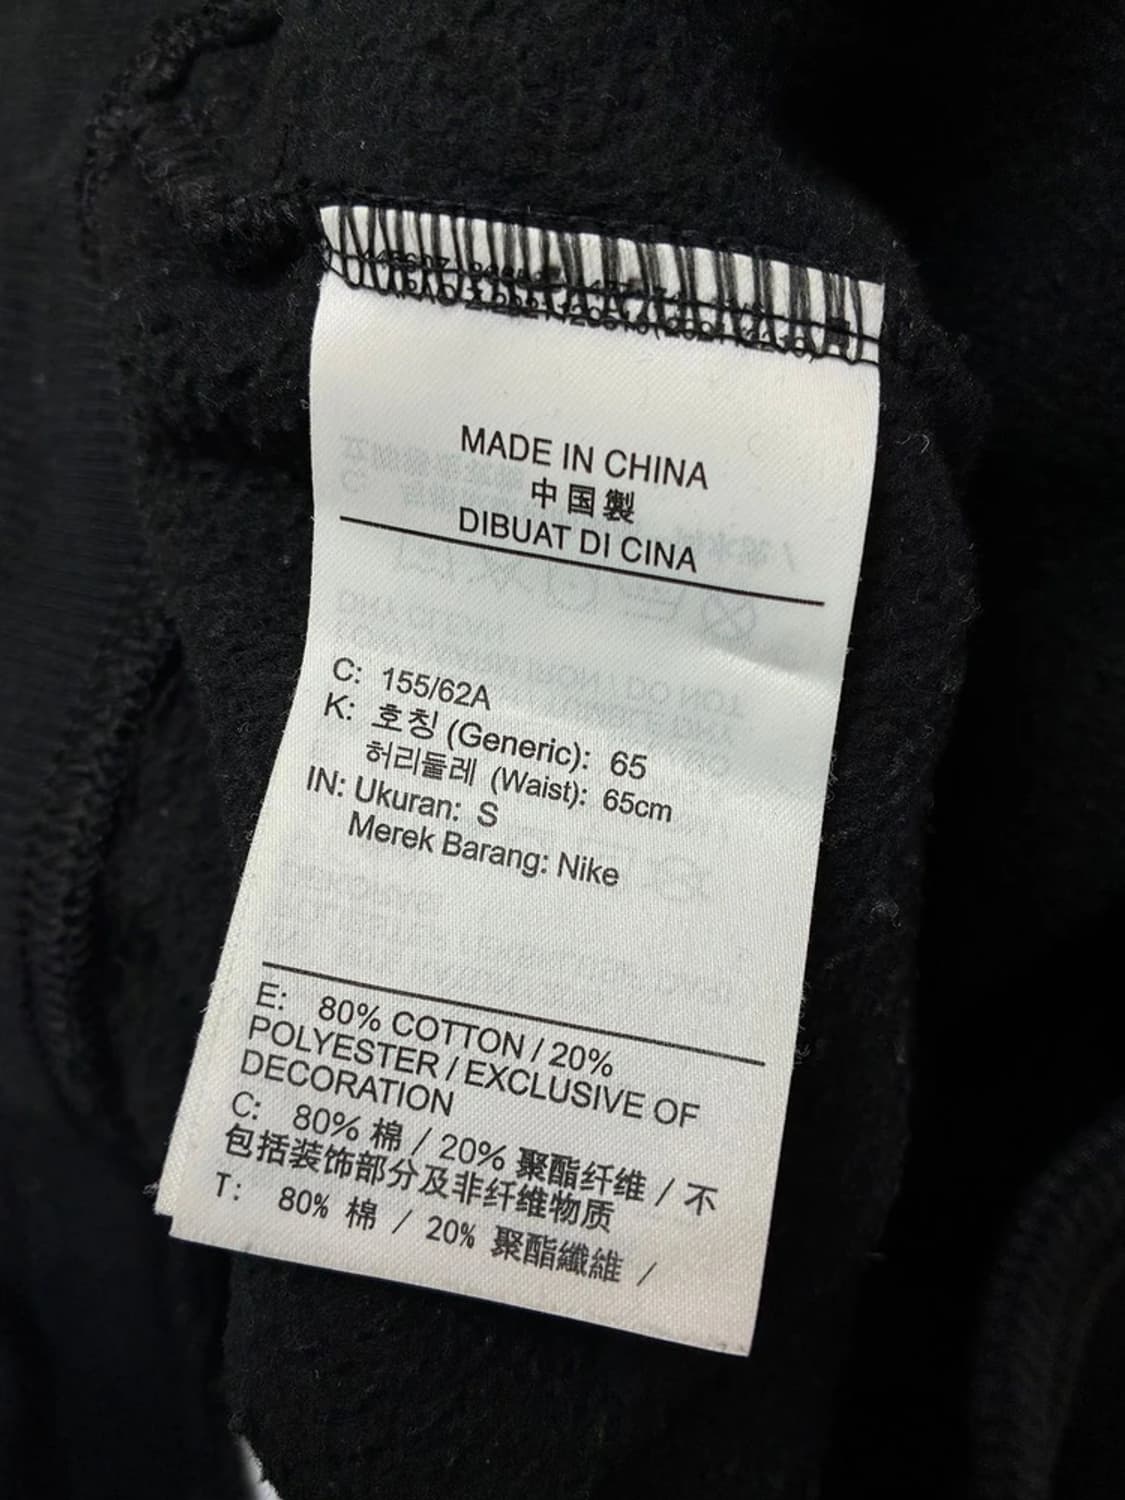 MADE IN CHINA
中国製
DIBUAT DI CINA
C: 155/62A
K: 호칭 (Generic): 65
허리둘레 (Waist): 65cm
IN: Ukuran: S
Merek Barang: Nike
E: 80% COTTON / 20%
POLYESTER / EXCLUSIVE OF
DECORATION
C: 80% 棉 / 20% 聚酯纤维 / 不
包括装饰部分及非纤维物质
T: 80% 棉 / 20% 聚酯纖維 /